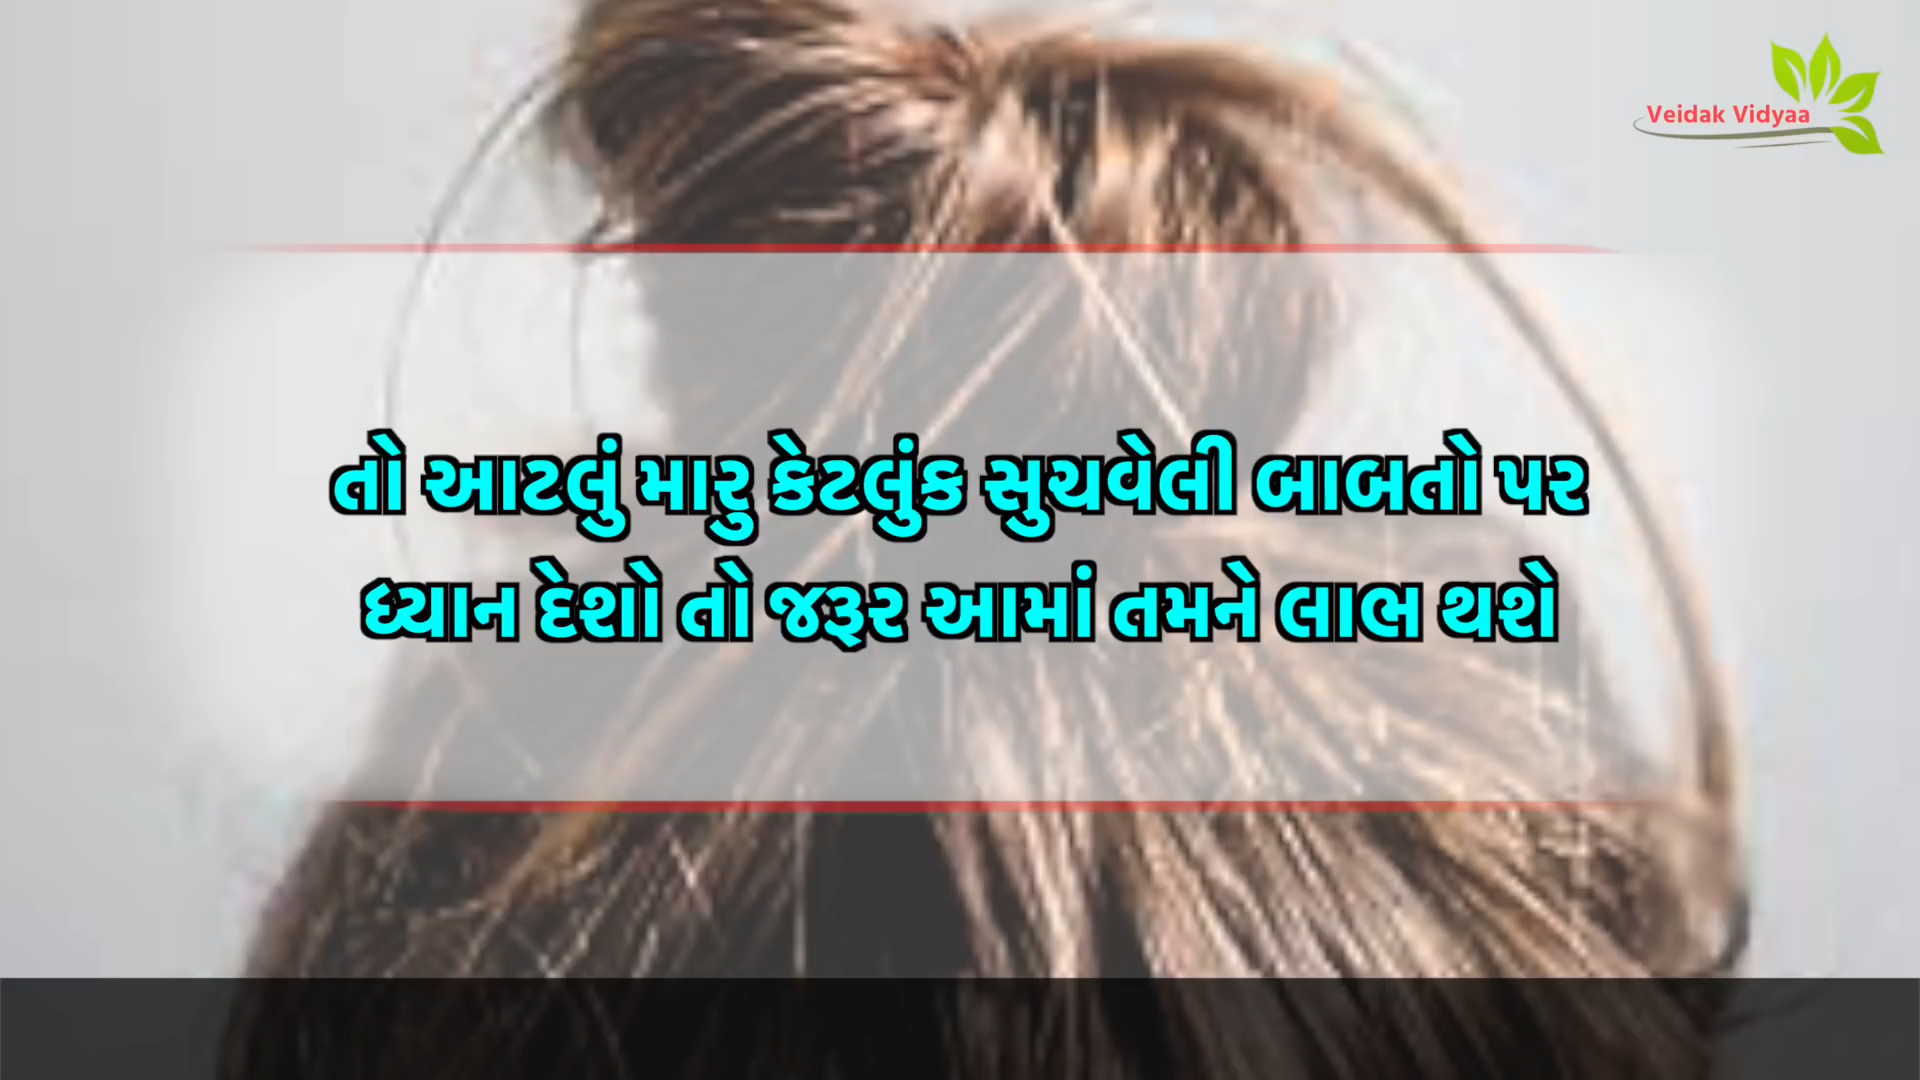 Veidak Vidyaa
તો આટલું મારુ કેટલુંક સુચવેલી બાબતો પર
ધ્યાન દેશો તો જરૂર આમાં તમને લાભ થશે